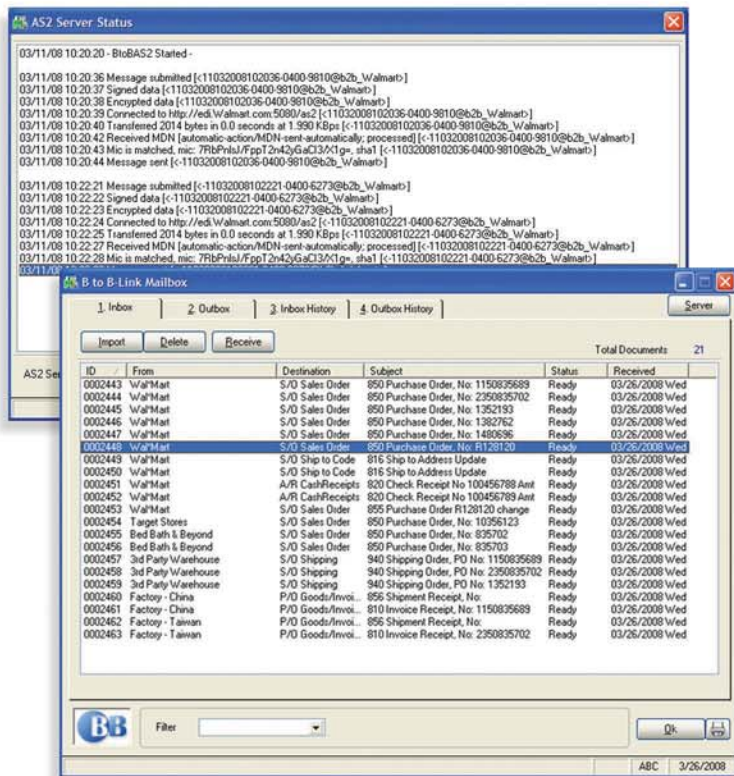 AS2 Server Status
03/11/08 10:20:20 - BtoBAS2 Started -
03/11/08 10:20:36 Message submitted [<11032008102036-0400-9810@b2b_Walmart>]
03/11/08 10:20:37 Signed data [<11032008102036-0400-9810@b2b_Walmart>]
03/11/08 10:20:38 Encrypted data [<11032008102036-0400-9810@b2b_Walmart>]
03/11/08 10:20:39 Connected to http://edi.Walmart.com:5080/as2 [<11032008102036-0400-9810@b2b_Walmart>]
03/11/08 10:20:40 Transferred 2014 bytes in 0.0 seconds at 1.990 KBps [<-11032008102036-0400-9810@b2b_Walmart>]
03/11/08 10:20:42 Received MDN [automatic-action/MDN-sent-automatically; processed] [<-11032008102036-0400-9810@b2b_Walmart>]
03/11/08 10:20:43 Mic is matched, mic: 7RbPnlsJ/FppT2n42yGaCI3/X1g=, sha1 [<-11032008102036-0400-9810@b2b_Walmart>]
03/11/08 10:20:44 Message sent [<-11032008102036-0400-9810@b2b_Walmart>]
03/11/08 10:22:21 Message submitted [<-11032008102221-0400-6273@b2b_Walmart>]
03/11/08 10:22:22 Signed data [<-11032008102221-0400-6273@b2b_Walmart>]
03/11/08 10:22:23 Encrypted data [<-11032008102221-0400-6273@b2b_Walmart>]
03/11/08 10:22:24 Connected to http://edi.Walmart.com:5080/as2 [<-11032008102221-0400-6273@b2b_Walmart>]
03/11/08 10:22:25 Transferred 2014 bytes in 0.0 seconds at 1.990 KBps [<-11032008102221-0400-6273@b2b_Walmart>]
03/11/08 10:22:27 Received MDN [automatic-action/MDN-sent-automatically; processed] [<-11032008102221-0400-6273@b2b_Walmart>]
03/11/08 10:22:28 Mic is matched, mic: 7RbPnlsJ/FppT2n42yGaCI3/X1g=, sha1 [<-11032008102221-0400-6273@b2b_Walmart>]
AS2 Ser
B to B-Link Mailbox
1. Inbox 2. Outbox 3. Inbox History 4. Outbox History Server
Import Delete Receive
Total Documents 21
ID / From Destination Subject Status Received
0002443 Wal*Mart S/O Sales Order 850 Purchase Order, No: 1150835689 Ready 03/26/2008 Wed
0002444 Wal*Mart S/O Sales Order 850 Purchase Order, No: 2350835702 Ready 03/26/2008 Wed
0002445 Wal*Mart S/O Sales Order 850 Purchase Order, No: 1352193 Ready 03/26/2008 Wed
0002446 Wal*Mart S/O Sales Order 850 Purchase Order, No: 1382762 Ready 03/26/2008 Wed
0002447 Wal*Mart S/O Sales Order 850 Purchase Order, No: 1480696 Ready 03/26/2008 Wed
0002448 Wal*Mart S/O Sales Order 850 Purchase Order, No: R128120 Ready 03/26/2008 Wed
0002449 Wal*Mart S/O Ship to Code 816 Ship to Address Update Ready 03/26/2008 Wed
0002450 Wal*Mart S/O Ship to Code 816 Ship to Address Update Ready 03/26/2008 Wed
0002451 Wal*Mart A/R CashReceipts 820 Check Receipt No 100456788 Amt Ready 03/26/2008 Wed
0002452 Wal*Mart A/R CashReceipts 820 Check Receipt No 100456789 Amt Ready 03/26/2008 Wed
0002453 Wal*Mart S/O Sales Order 855 Purchase Order R128120 change Ready 03/26/2008 Wed
0002454 Target Stores S/O Sales Order 850 Purchase Order, No: 10356123 Ready 03/26/2008 Wed
0002455 Bed Bath & Beyond S/O Sales Order 850 Purchase Order, No: 835702 Ready 03/26/2008 Wed
0002456 Bed Bath & Beyond S/O Sales Order 850 Purchase Order, No: 835703 Ready 03/26/2008 Wed
0002457 3rd Party Warehouse S/O Shipping 940 Shipping Order, PO No: 1150835689 Ready 03/26/2008 Wed
0002458 3rd Party Warehouse S/O Shipping 940 Shipping Order, PO No: 2350835702 Ready 03/26/2008 Wed
0002459 3rd Party Warehouse S/O Shipping 940 Shipping Order, PO No: 1352193 Ready 03/26/2008 Wed
0002460 Factory - China P/O Goods/Invoi... 856 Shipment Receipt, No: Ready 03/26/2008 Wed
0002461 Factory - China P/O Goods/Invoi... 810 Invoice Receipt, No: 1150835689 Ready 03/26/2008 Wed
0002462 Factory - Taiwan P/O Goods/Invoi... 856 Shipment Receipt, No: Ready 03/26/2008 Wed
0002463 Factory - Taiwan P/O Goods/Invoi... 810 Invoice Receipt, No: 2350835702 Ready 03/26/2008 Wed
BB Filter Ok
ABC 3/26/2008